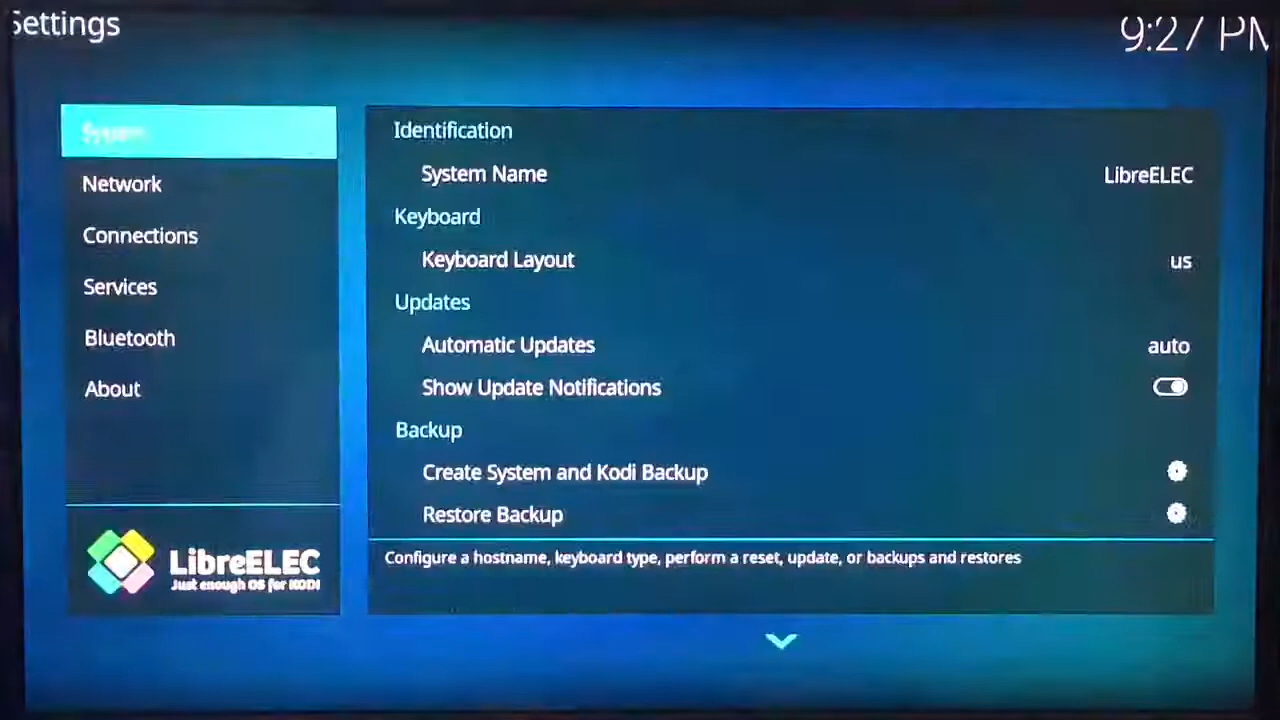 Settings
9:27 PM
System
Network
Connections
Services
Bluetooth
About
LibreELEC
Just enough OS for KODI
Identification
System Name LibreELEC
Keyboard
Keyboard Layout us
Updates
Automatic Updates auto
Show Update Notifications
Backup
Create System and Kodi Backup
Restore Backup
Configure a hostname, keyboard type, perform a reset, update, or backups and restores